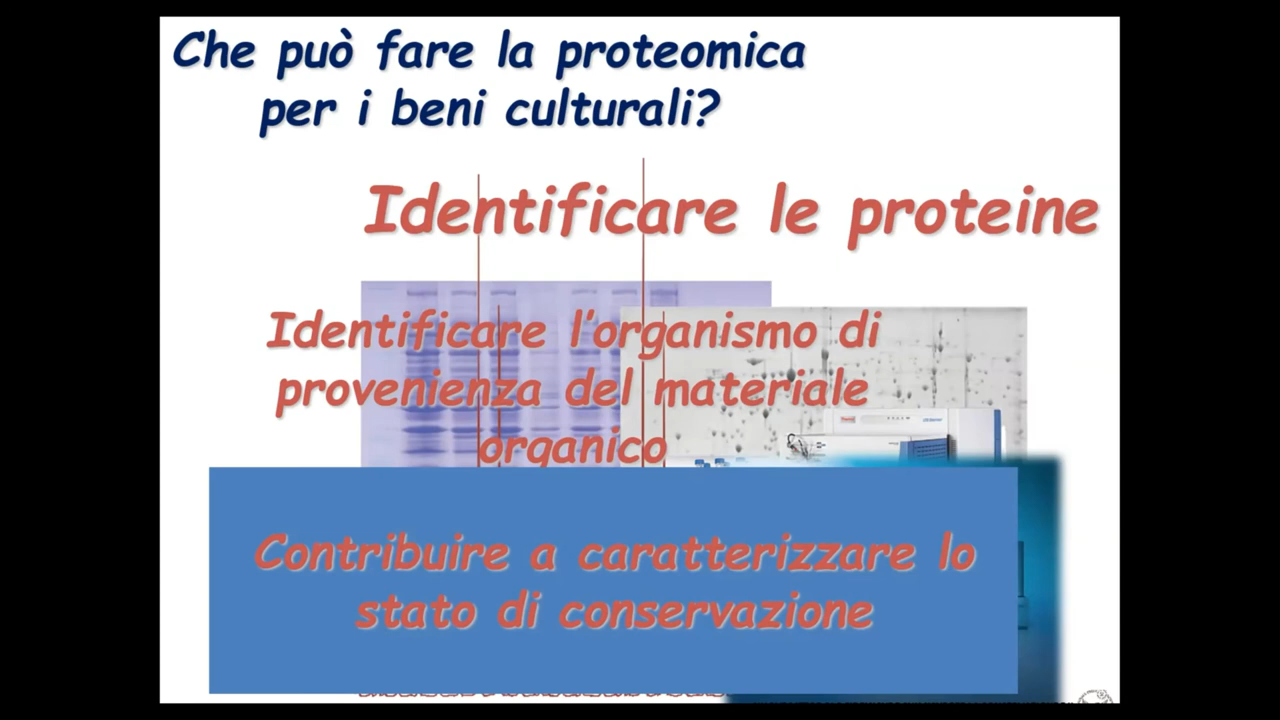 Che può fare la proteomica
per i beni culturali?
Identificare le proteine
Identificare l'organismo di
provenienza del materiale
organico
Contribuire a caratterizzare lo
stato di conservazione